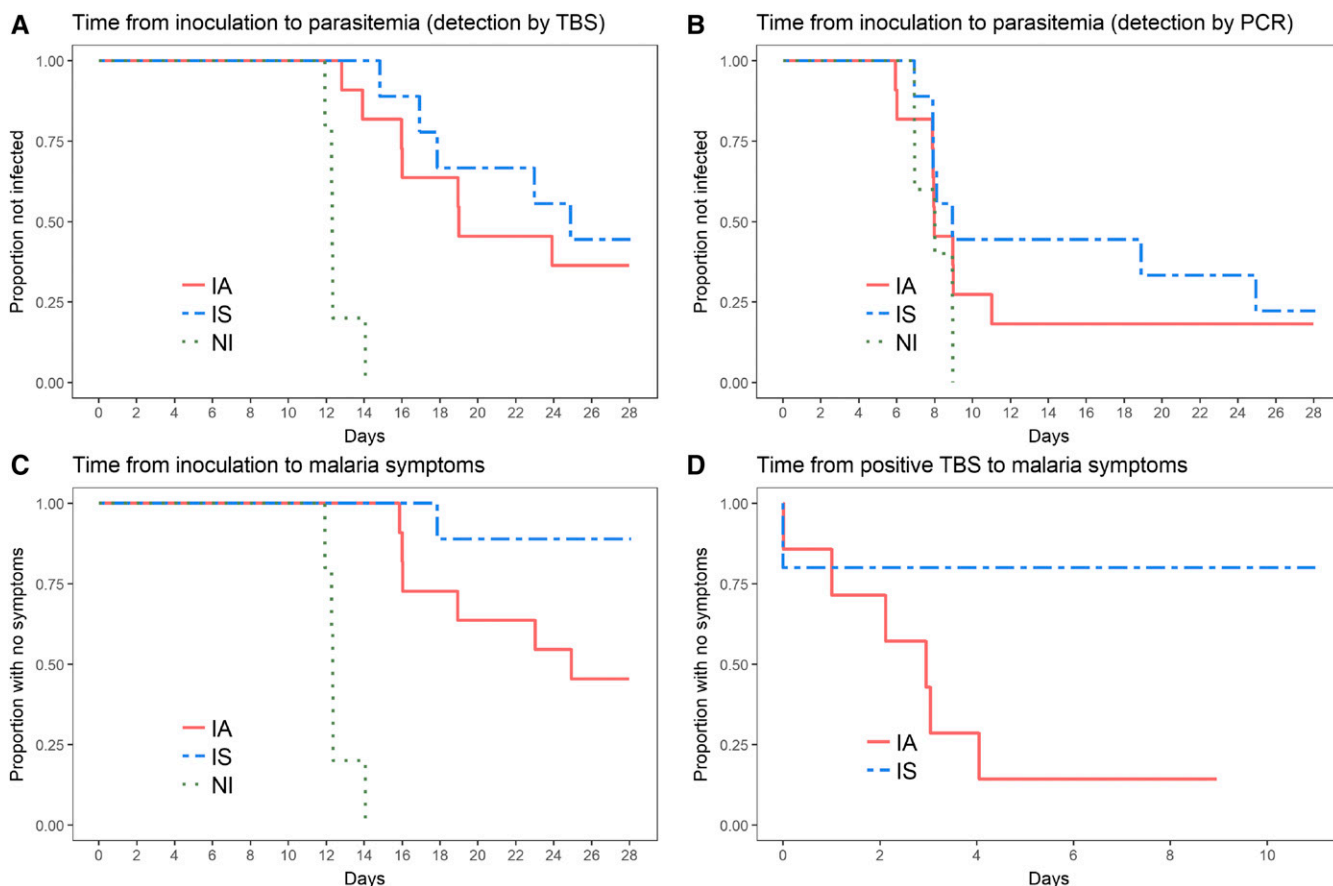 A Time from inoculation to parasitemia (detection by TBS)
Proportion not infected
1.00
0.75
0.50
0.25
0.00
IA
IS
NI
0 2 4 6 8 10 12 14 16 18 20 22 24 26 28
Days
B Time from inoculation to parasitemia (detection by PCR)
Proportion not infected
1.00
0.75
0.50
0.25
0.00
IA
IS
NI
0 2 4 6 8 10 12 14 16 18 20 22 24 26 28
Days
C Time from inoculation to malaria symptoms
Proportion with no symptoms
1.00
0.75
0.50
0.25
0.00
IA
IS
NI
0 2 4 6 8 10 12 14 16 18 20 22 24 26 28
Days
D Time from positive TBS to malaria symptoms
Proportion with no symptoms
1.00
0.75
0.50
0.25
0.00
IA
IS
0 2 4 6 8 10
Days